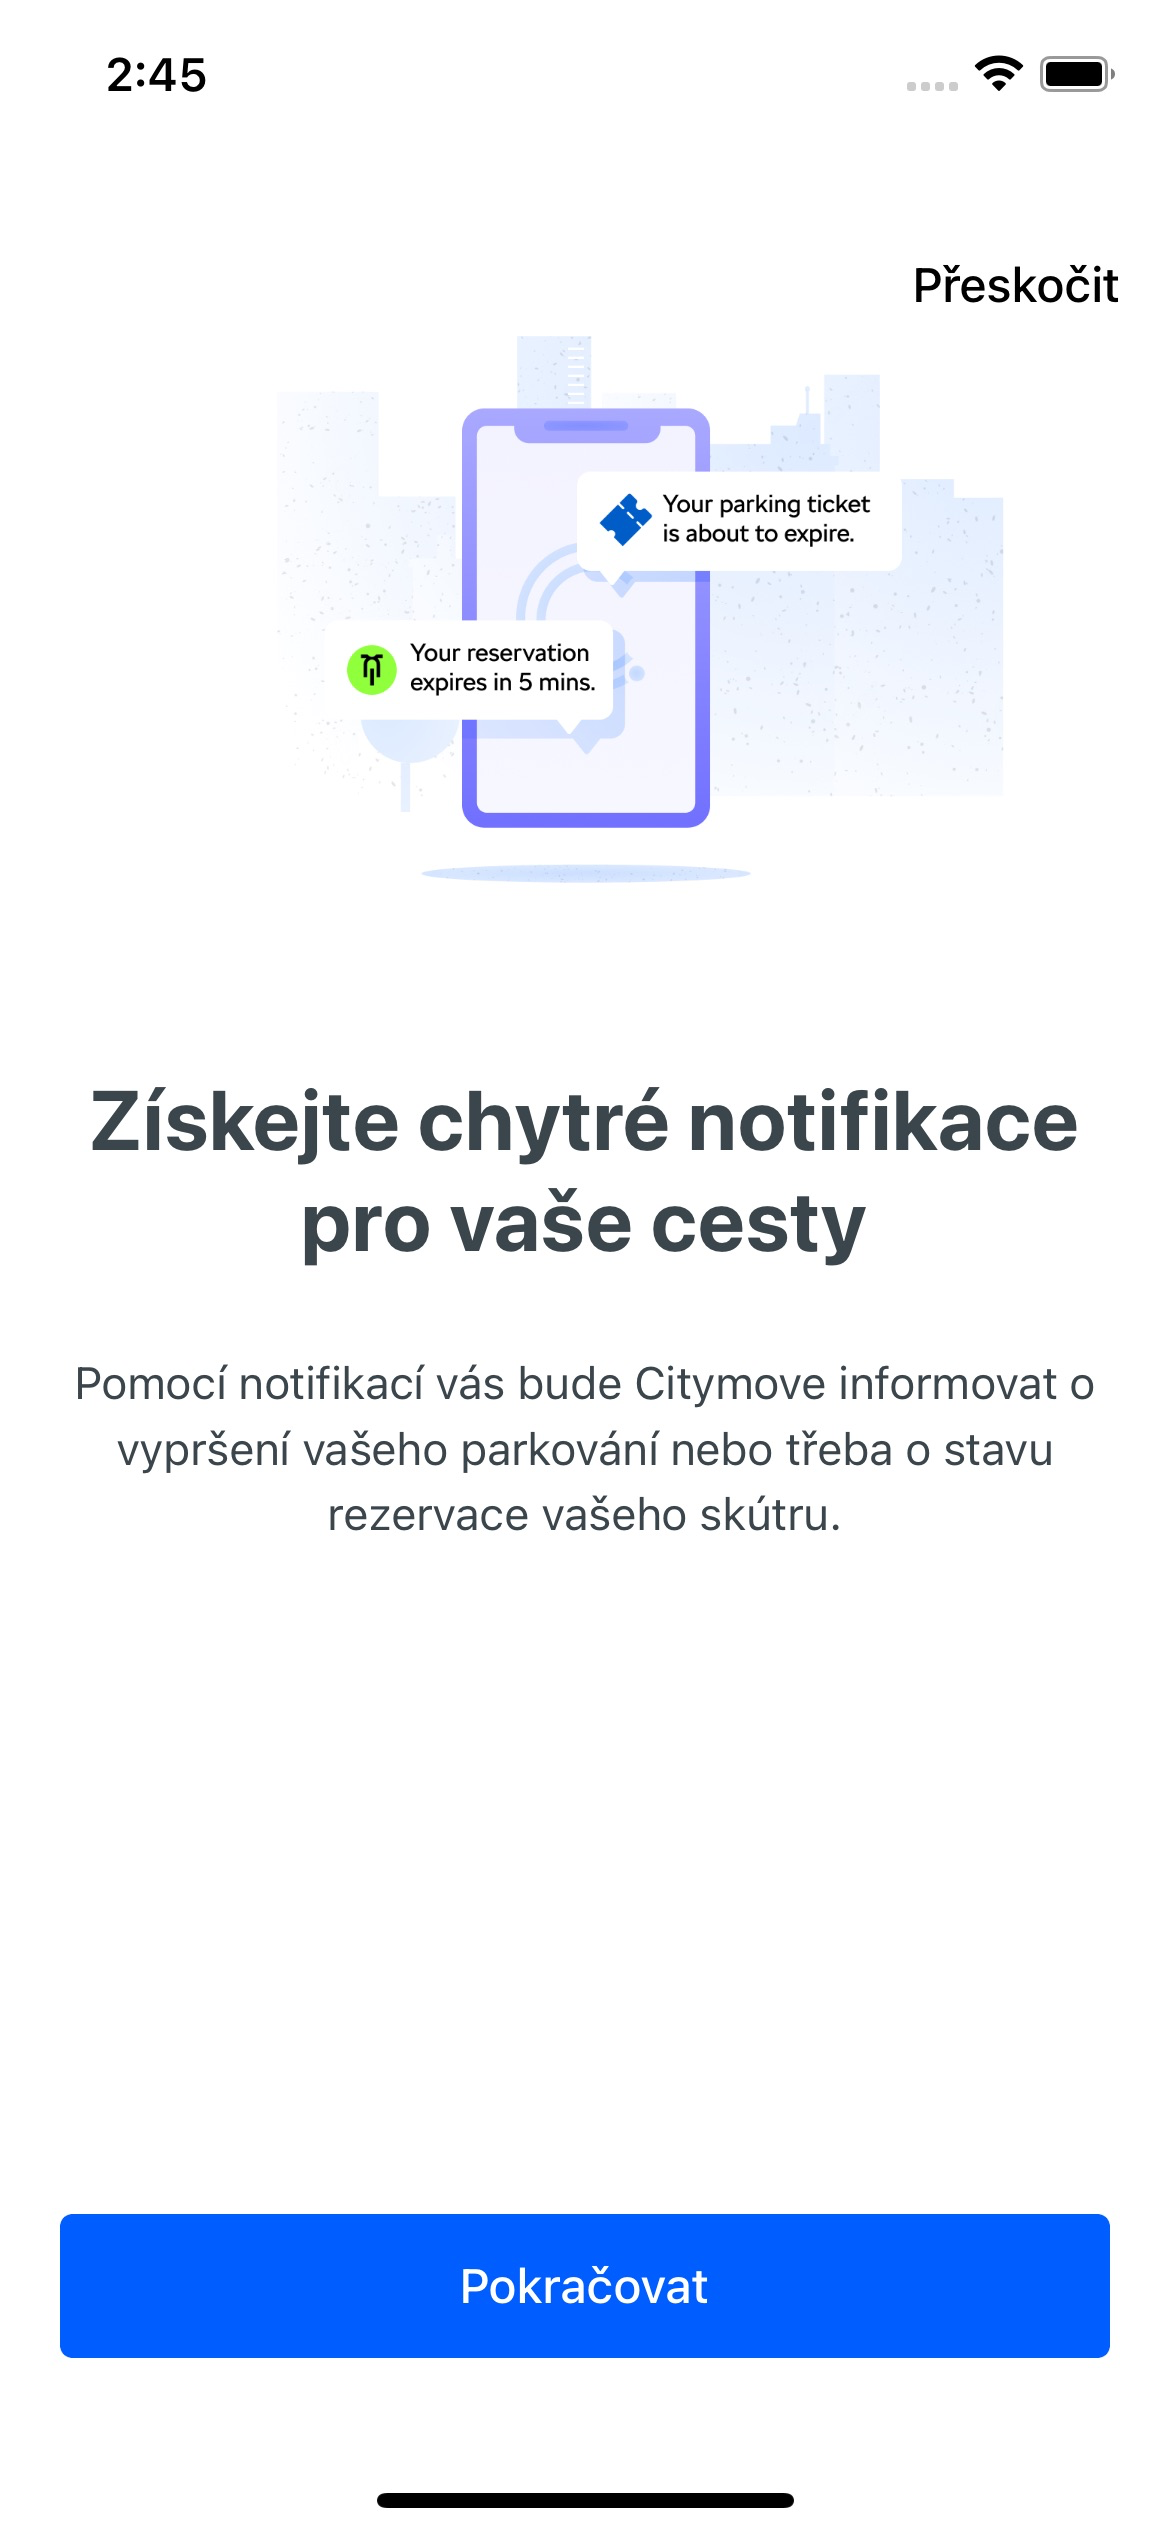 2:45
Přeskočit
Your parking ticket
is about to expire.
Your reservation
expires in 5 mins.
Získejte chytré notifikace
pro vaše cesty
Pomocí notifikací vás bude Citymove informovat o
vypršení vašeho parkování nebo třeba o stavu
rezervace vašeho skútru.
Pokračovat